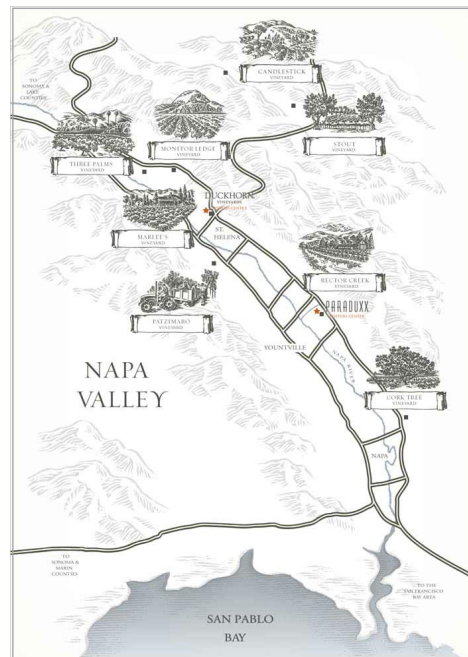 CANDLESTICK
VINEYARD
TO
SONOMA &
LAKE
COUNTIES
STOUT
VINEYARD
MONITOR LEDGE
VINEYARD
THREE PALMS
VINEYARD
DUCKHORN
VINEYARDS
MARLEE'S
VINEYARD
ST.
HELENA
RECTOR CREEK
VINEYARD
PATZIMARO
VINEYARD
PARADUXX
YOUNTVILLE
NAPA RIVER
NAPA
VALLEY
CORK TREE
VINEYARD
NAPA
TO
SONOMA &
MARIN
COUNTIES
TO THE
SAN FRANCISCO
BAY AREA
SAN PABLO
BAY